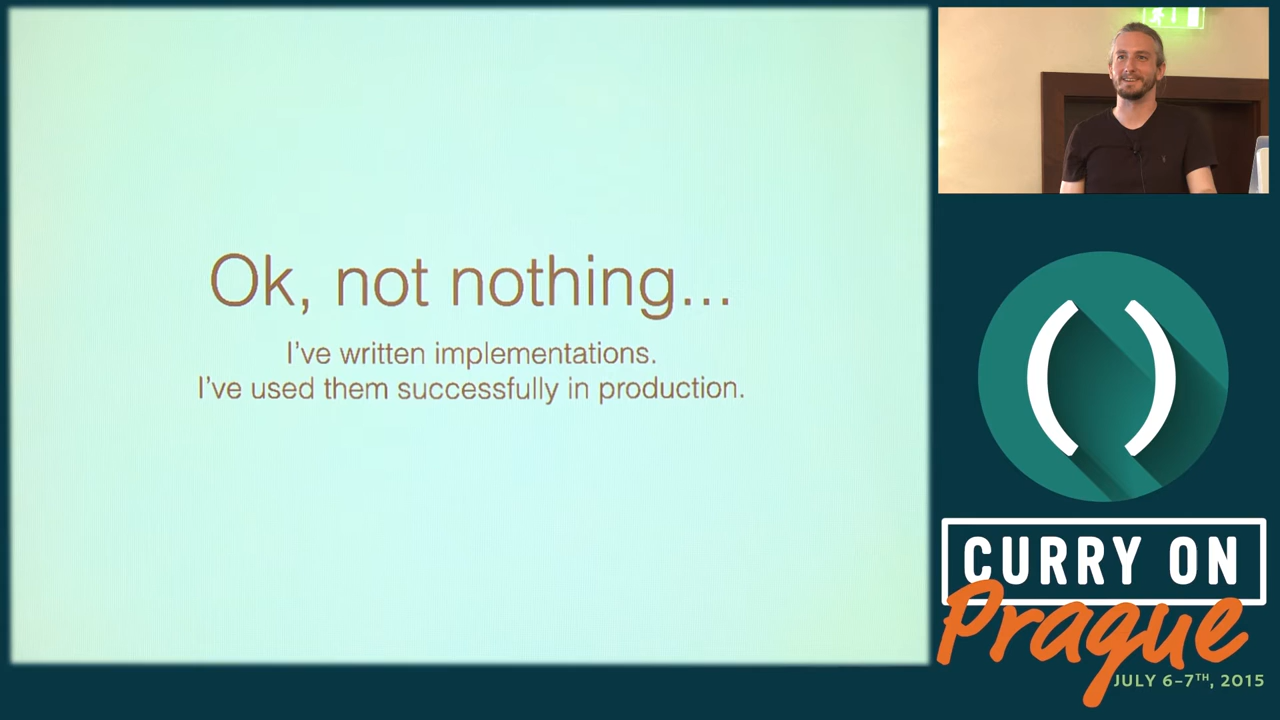 Ok, not nothing...
I've written implementations.
I've used them successfully in production.
( )
CURRY ON
Prague
JULY 6–7TH, 2015